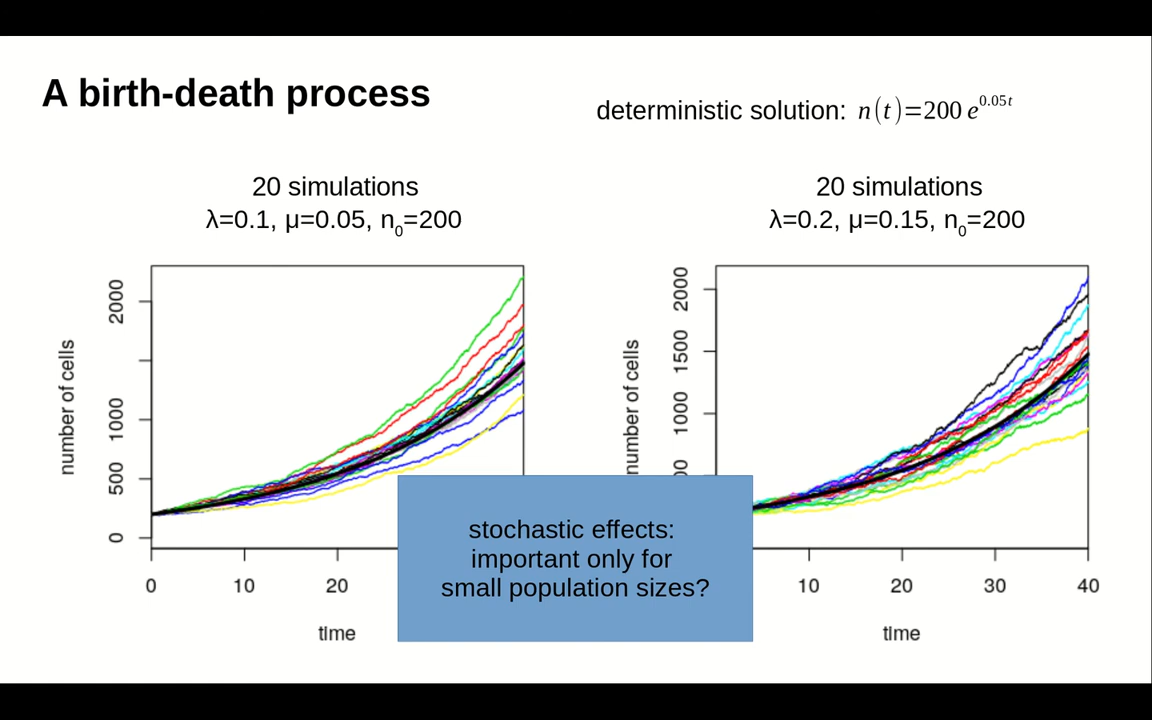 A birth-death process
deterministic solution: n(t)=200 e^0.05t
20 simulations
λ=0.1, μ=0.05, n₀=200
20 simulations
λ=0.2, μ=0.15, n₀=200
number of cells
0
500
1000
2000
0
10
20
time
number of cells
1000
1500
2000
10
20
30
40
time
stochastic effects:
important only for
small population sizes?